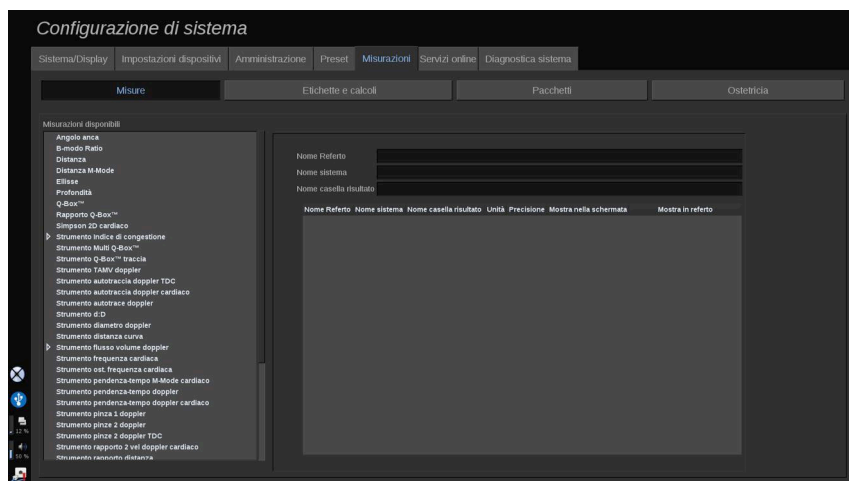 Configurazione di sistema
Sistema/Display Impostazioni dispositivi Amministrazione Preset Misurazioni Servizi online Diagnostica sistema
Misure Etichette e calcoli Pacchetti Ostetricia
Misurazioni disponibili
Angolo anca
B-modo Ratio
Distanza
Distanza M-Mode
Ellisse
Profondità
Q-Box™
Rapporto Q-Box™
Simpson 2D cardiaco
Strumento Indice di congestione
Strumento Multi Q-Box™
Strumento Q-Box™ traccia
Strumento TAMV doppler
Strumento autotraccia doppler TDC
Strumento autotraccia doppler cardiaco
Strumento autotrace doppler
Strumento d:D
Strumento diametro doppler
Strumento distanza curva
Strumento flusso volume doppler
Strumento frequenza cardiaca
Strumento ost. frequenza cardiaca
Strumento pendenza-tempo M-Mode cardiaco
Strumento pendenza-tempo doppler
Strumento pendenza-tempo doppler cardiaco
Strumento pinza 1 doppler
Strumento pinze 2 doppler
Strumento pinze 2 doppler TDC
Strumento rapporto 2 vel doppler cardiaco
Strumento rapporto distanza
Nome Referto
Nome sistema
Nome casella risultato
Nome Referto Nome sistema Nome casella risultato Unità Precisione Mostra nella schermata Mostra in referto
12 %
50 %